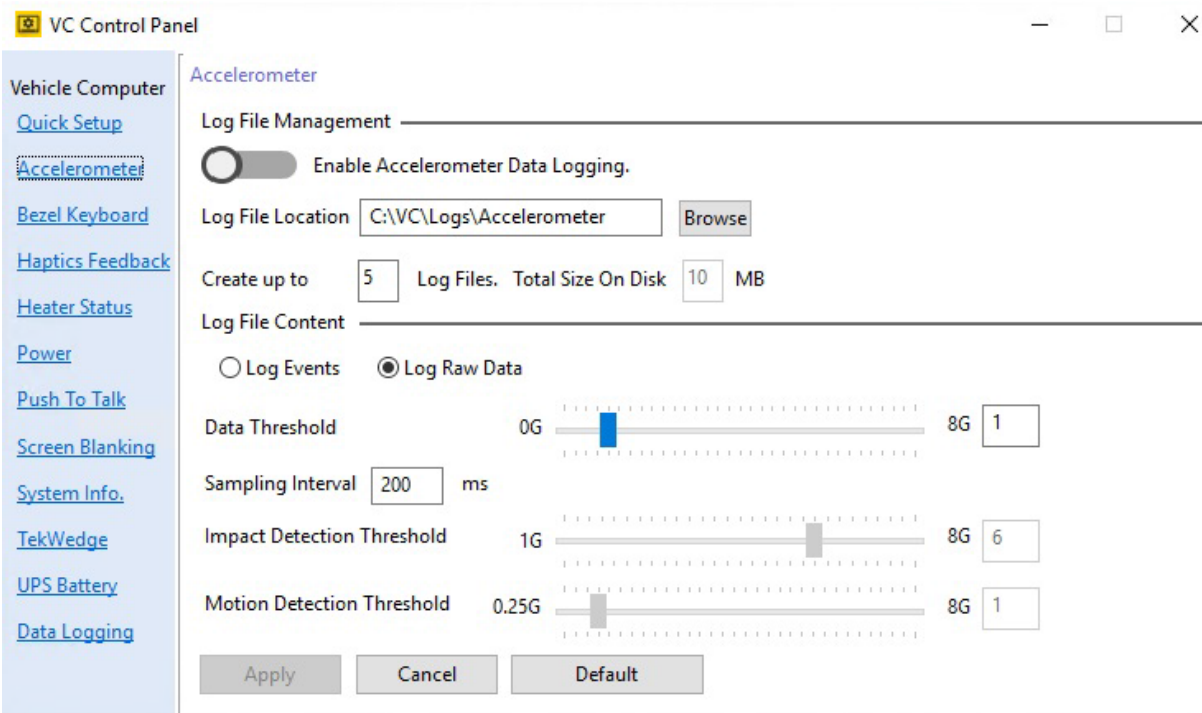 VC Control Panel
Vehicle Computer
Quick Setup
Accelerometer
Bezel Keyboard
Haptics Feedback
Heater Status
Power
Push To Talk
Screen Blanking
System Info.
TekWedge
UPS Battery
Data Logging
Accelerometer
Log File Management
Enable Accelerometer Data Logging.
Log File Location C:\VC\Logs\Accelerometer Browse
Create up to 5 Log Files. Total Size On Disk 10 MB
Log File Content
Log Events Log Raw Data
Data Threshold 0G 8G 1
Sampling Interval 200 ms
Impact Detection Threshold 1G 8G 6
Motion Detection Threshold 0.25G 8G 1
Apply Cancel Default